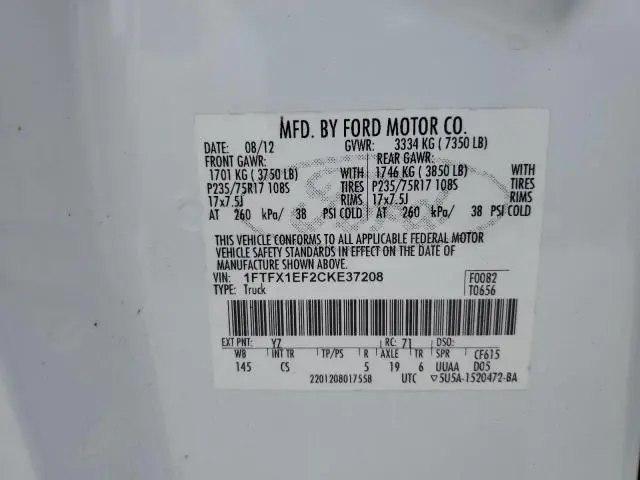 MFD. BY FORD MOTOR CO.
DATE: 08/12 GVWR: 3334 KG ( 7350 LB)
FRONT GAWR: REAR GAWR:
1701 KG ( 3750 LB) WITH 1746 KG ( 3850 LB) WITH
P235/75R17 108S TIRES P235/75R17 108S TIRES
17x7.5J RIMS 17x7.5J RIMS
AT 260 kPa/ 38 PSI COLD AT 260 kPa/ 38 PSI COLD
THIS VEHICLE CONFORMS TO ALL APPLICABLE FEDERAL MOTOR
VEHICLE SAFETY STANDARDS IN EFFECT ON THE DATE OF
MANUFACTURE SHOWN ABOVE.
VIN: 1FTFX1EF2CKE37208 F0082
TYPE: Truck T0656
EXT PNT: YZ RC: 71 DSO:
WB INT TR TP/PS R AXLE TR SPR CF615
145 CS 5 19 6 UUAA D05
2201208017558 UTC ▽5U5A-1520472-BA